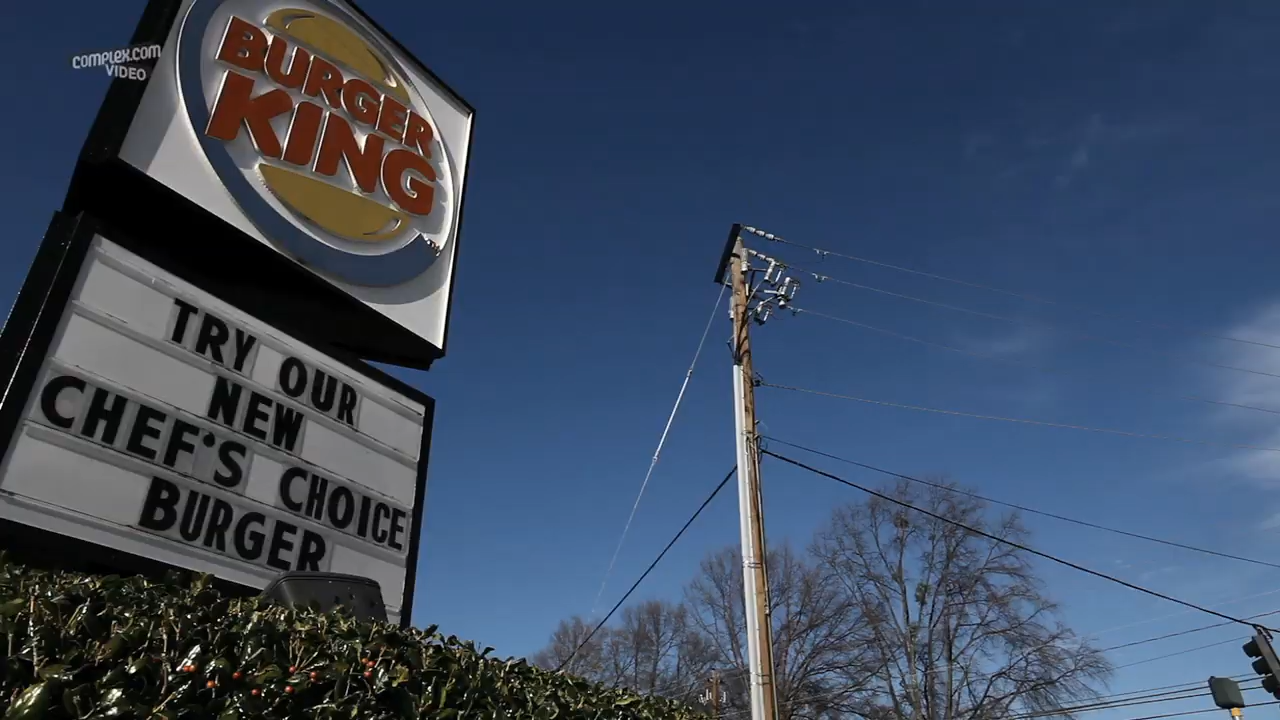 complex.com
VIDEO
BURGER
KING
TRY OUR
NEW
CHEF'S CHOICE
BURGER